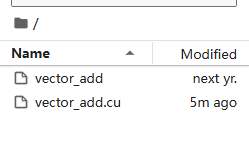 /
Name Modified
vector_add next yr.
vector_add.cu 5m ago